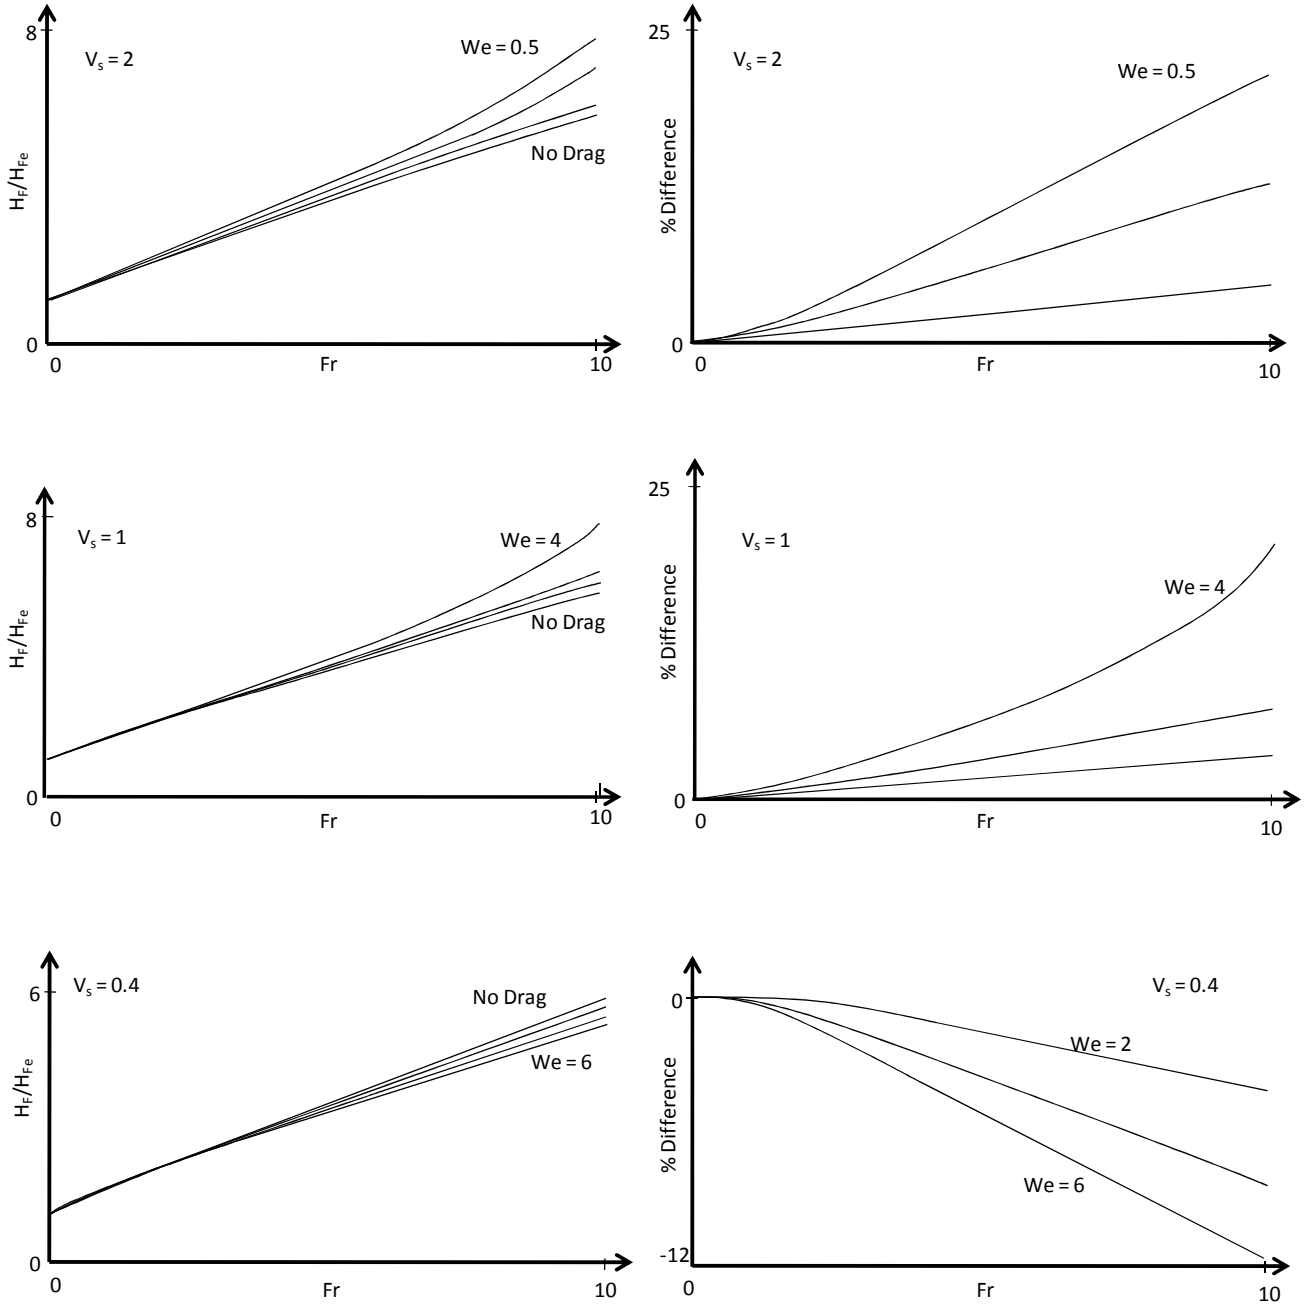 8
V_s = 2
We = 0.5
No Drag
H_F/H_Fe
0
0
Fr
10
25
V_s = 2
We = 0.5
% Difference
0
0
Fr
10
8
V_s = 1
We = 4
No Drag
H_F/H_Fe
0
0
Fr
10
25
V_s = 1
We = 4
% Difference
0
0
Fr
10
6
V_s = 0.4
No Drag
We = 6
H_F/H_Fe
0
0
Fr
10
0
V_s = 0.4
We = 2
% Difference
We = 6
-12
0
Fr
10